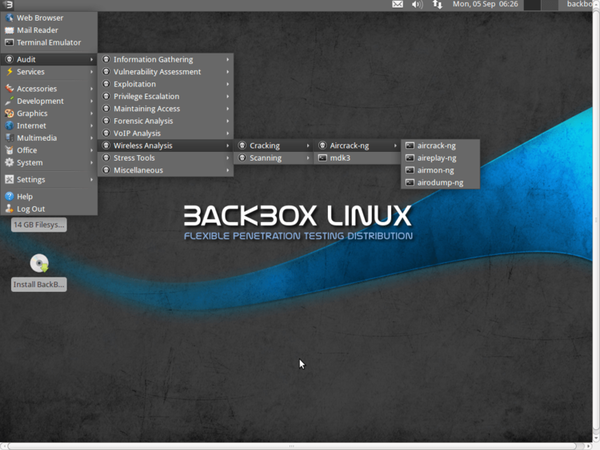 Mon, 05 Sep 06:26
backbo
Web Browser
Mail Reader
Terminal Emulator
Audit
Services
Accessories
Development
Graphics
Internet
Multimedia
Office
System
Settings
Help
Log Out
Information Gathering
Vulnerability Assessment
Exploitation
Privilege Escalation
Maintaining Access
Forensic Analysis
VoIP Analysis
Wireless Analysis
Stress Tools
Miscellaneous
Cracking
Scanning
Aircrack-ng
mdk3
aircrack-ng
aireplay-ng
airmon-ng
airodump-ng
14 GB Filesys...
Install BackB...
BACKBOX LINUX
FLEXIBLE PENETRATION TESTING DISTRIBUTION